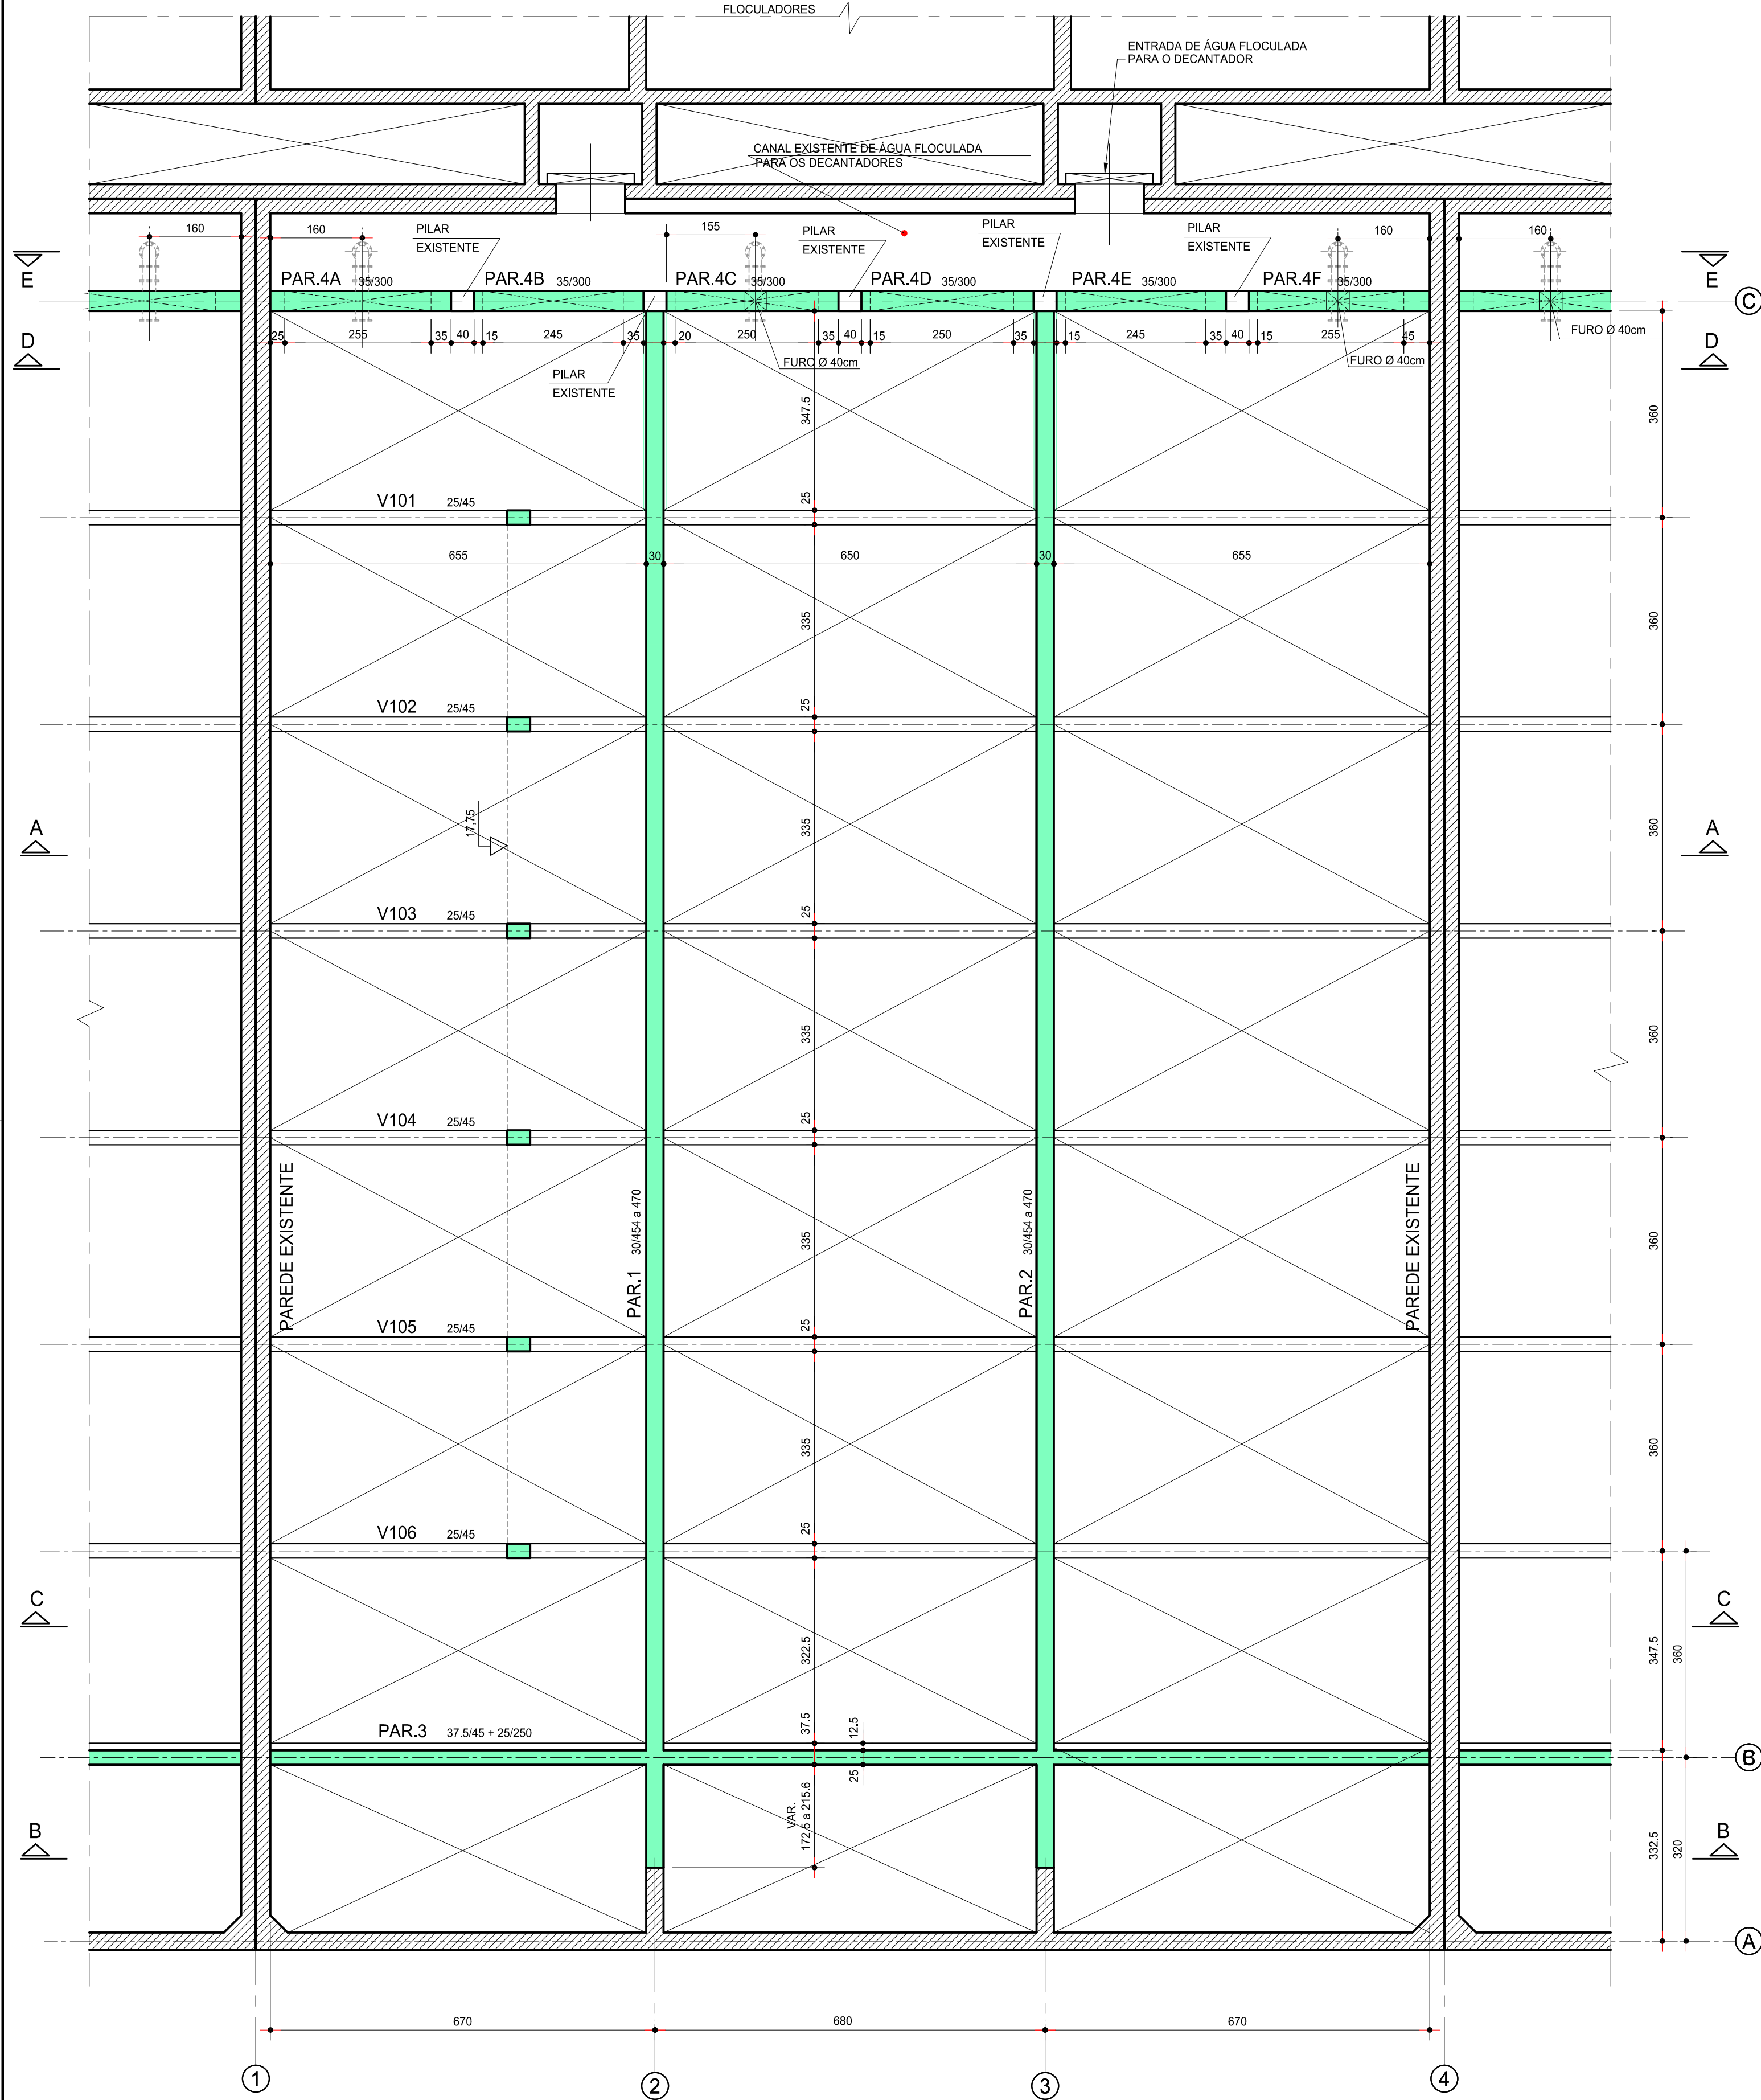 FLOCULADORES
ENTRADA DE ÁGUA FLOCULADA
PARA O DECANTADOR
CANAL EXISTENTE DE ÁGUA FLOCULADA
PARA OS DECANTADORES
160
160
PILAR
EXISTENTE
155
PILAR
EXISTENTE
PILAR
EXISTENTE
PILAR
EXISTENTE
160
160
E
E
PAR.4A 35/300
PAR.4B 35/300
PAR.4C 35/300
PAR.4D 35/300
PAR.4E 35/300
PAR.4F 35/300
C
D
D
25 255 35 40 15 245 35 20 250 35 40 15 250 35 15 245 35 40 15 255 45
FURO Ø 40cm
FURO Ø 40cm
FURO Ø 40cm
PILAR
EXISTENTE
347.5
360
V101 25/45
25
655 30 650 30 655
335
360
V102 25/45
25
17,75
335
360
A
A
V103 25/45
25
335
360
V104 25/45
25
PAREDE EXISTENTE
PAR.1 30/454 a 470
335
PAR.2 30/454 a 470
PAREDE EXISTENTE
360
V105 25/45
25
335
360
V106 25/45
25
C
C
322.5
347.5
360
PAR.3 37.5/45 + 25/250
37.5
12.5
25
B
VAR.
172.5 a 215.6
332.5
320
B
B
A
670 680 670
1
2
3
4